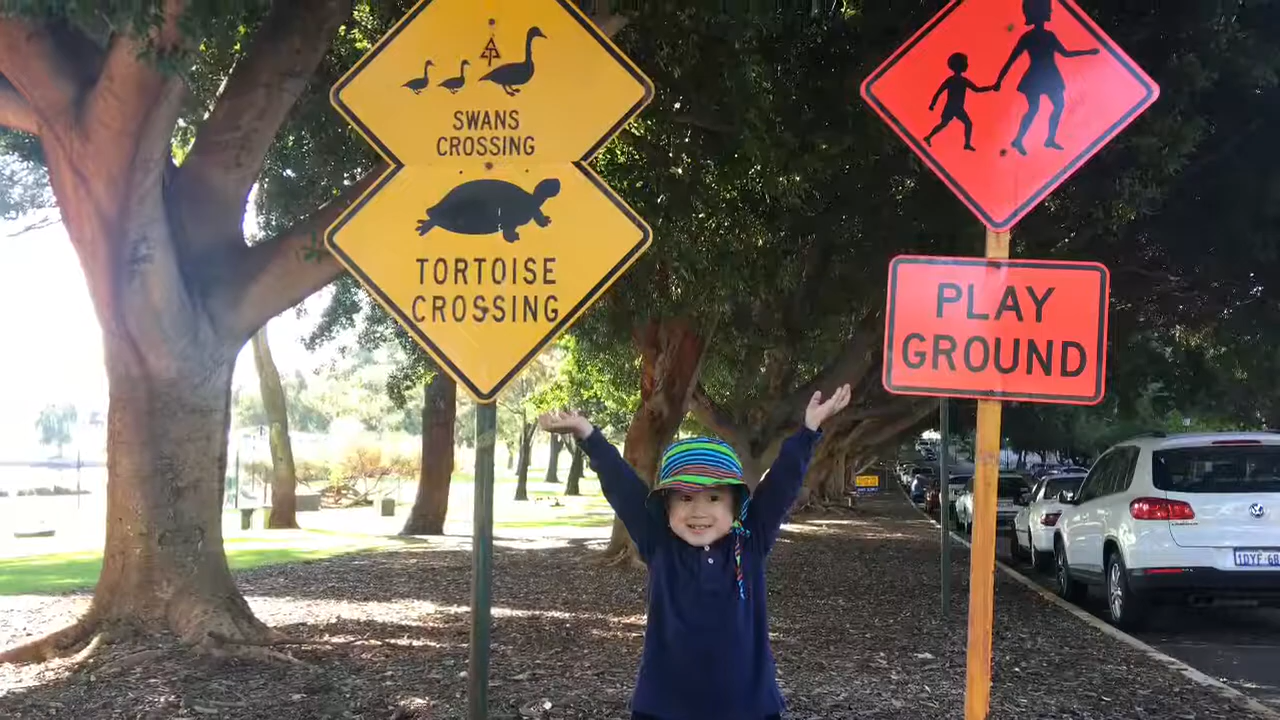 SWANS
CROSSING
TORTOISE
CROSSING
PLAY
GROUND